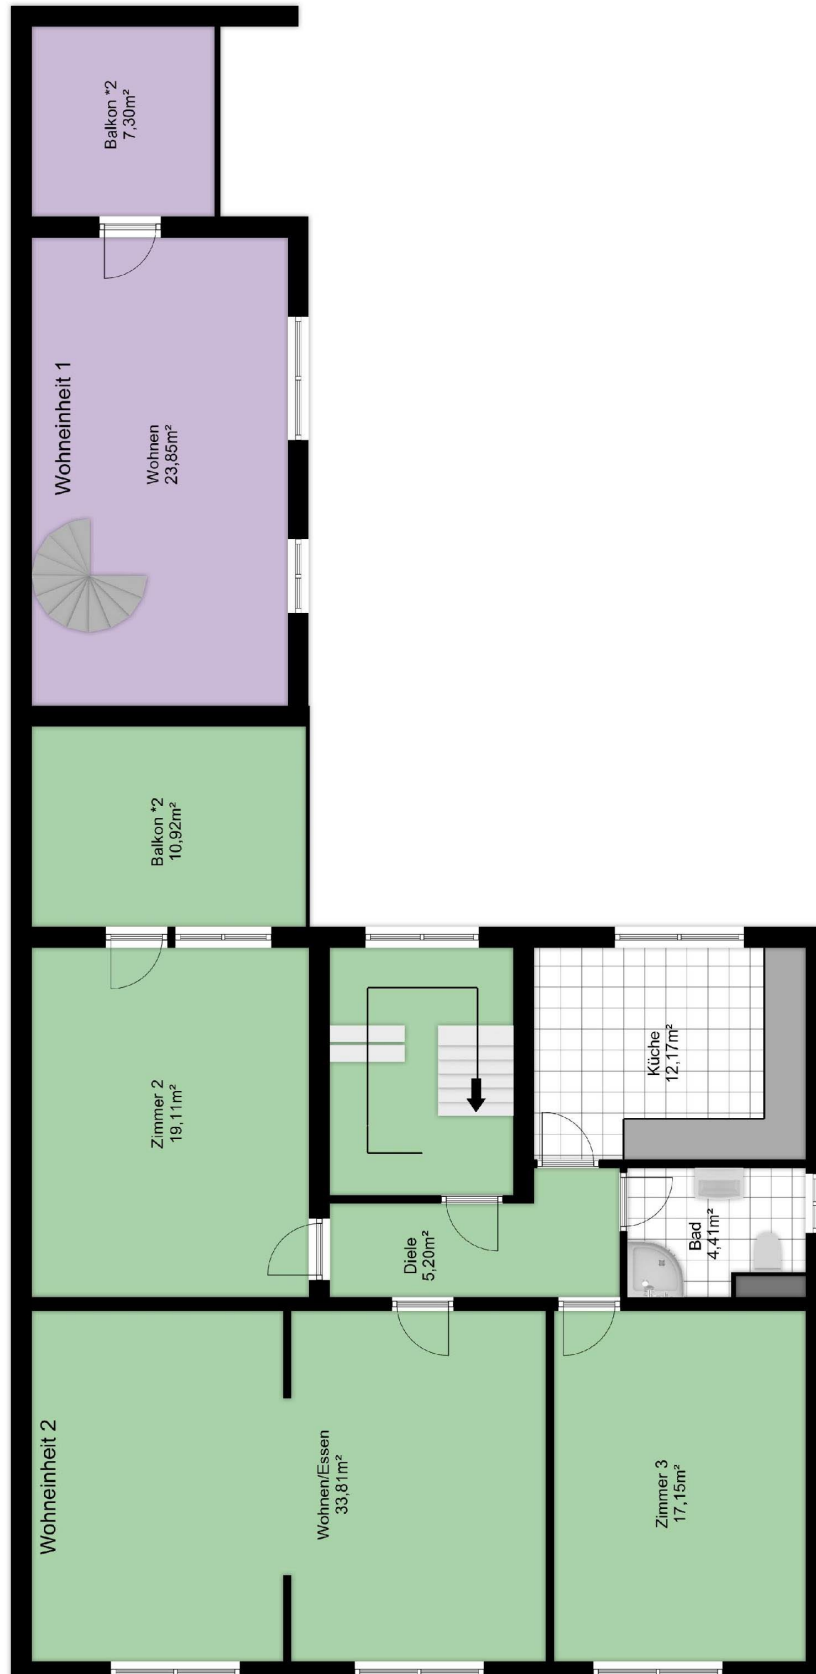 Balkon *2
7,30m²
Wohneinheit 1
Wohnen
23,85m²
Balkon *2
10,92m²
Zimmer 2
19,11m²
Küche
12,17m²
Diele
5,20m²
Bad
4,41m²
Wohneinheit 2
Wohnen/Essen
33,81m²
Zimmer 3
17,15m²